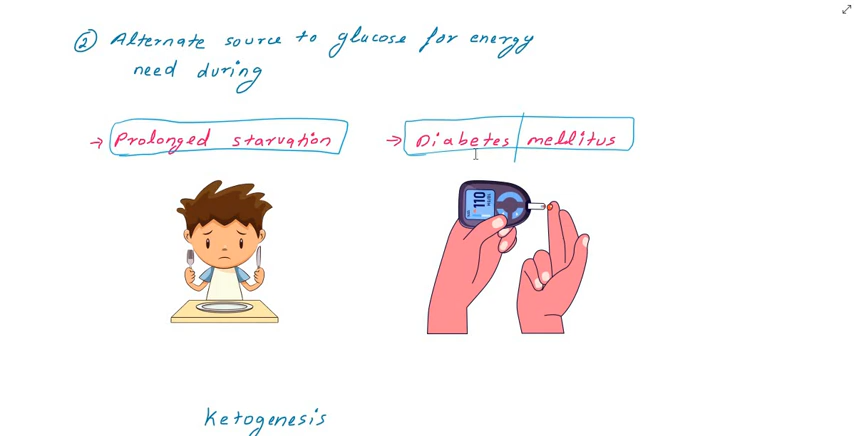 ② Alternate source to glucose for energy
need during
→ Prolonged starvation → Diabetes mellitus
110
Ketogenesis